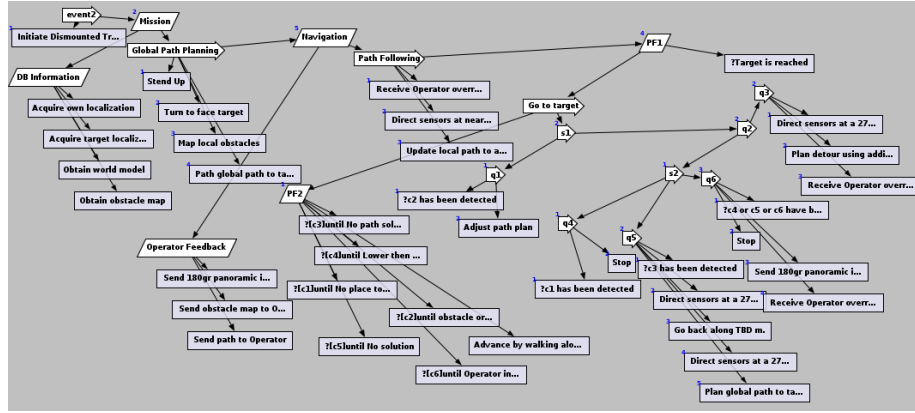 event2
Mission
Initiate Dismounted Tr...
Global Path Planning
Navigation
Path Following
PF1
?Target is reached
DB Information
Stend Up
Acquire own localization
Turn to face target
Acquire target localiz...
Map local obstacles
Obtain world model
Path global path to ta...
Obtain obstacle map
Receive Operator overr...
Direct sensors at near...
Update local path to a...
Go to target
s1
q1
?c2 has been detected
Adjust path plan
q2
q3
Direct sensors at a 27...
Plan detour using addi...
Receive Operator overr...
s2
q6
?c4 or c5 or c6 have b...
Stop
Send 180gr panoramic i...
Receive Operator overr...
q4
Stop
?c1 has been detected
q5
?c3 has been detected
Direct sensors at a 27...
Go back along TBD m.
Direct sensors at a 27...
Plan global path to ta...
PF2
?[c3]until No path sol...
?[c4]until Lower then ...
?[c1]until No place to...
?[c2]until obstacle or...
Advance by walking alo...
?[c5]until No solution
?[c6]until Operator in...
Operator Feedback
Send 180gr panoramic i...
Send obstacle map to O...
Send path to Operator